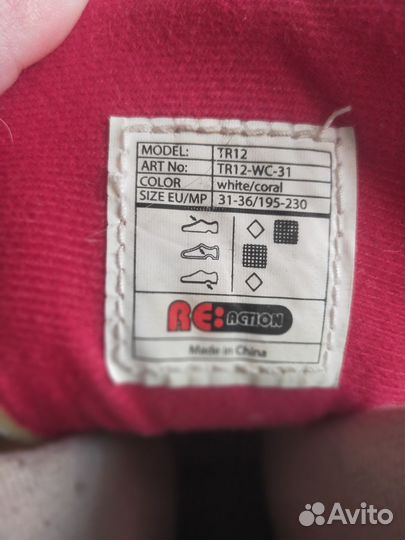 MODEL: TR12
ART No: TR12-WC-31
COLOR white/coral
SIZE EU/MP 31-36/195-230
RE:ACTION
Made in China
Avito